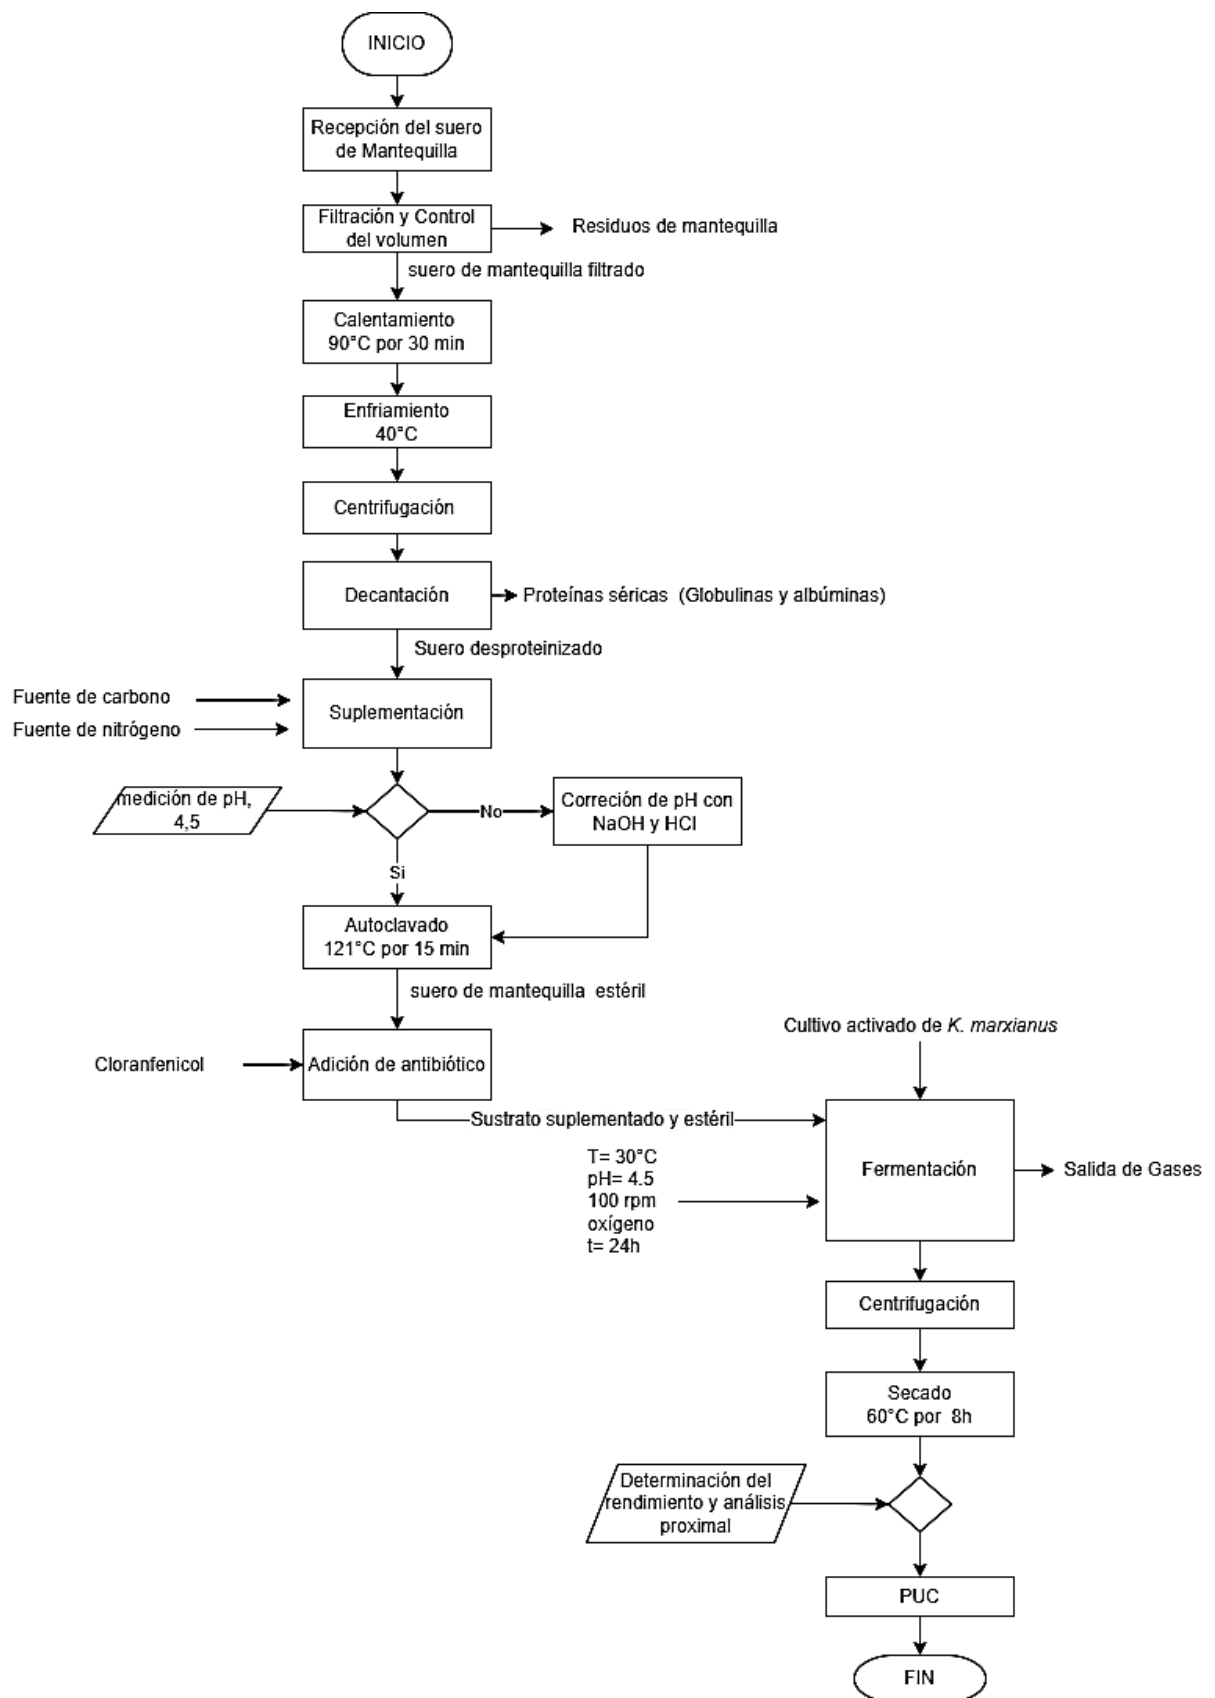 INICIO
Recepción del suero
de Mantequilla
Filtración y Control
del volumen
Residuos de mantequilla
suero de mantequilla filtrado
Calentamiento
90°C por 30 min
Enfriamiento
40°C
Centrifugación
Decantación
Proteínas séricas (Globulinas y albúminas)
Suero desproteinizado
Fuente de carbono
Fuente de nitrógeno
Suplementación
medición de pH,
4,5
No
Correción de pH con
NaOH y HCl
Si
Autoclavado
121°C por 15 min
suero de mantequilla estéril
Cloranfenicol
Adición de antibiótico
Cultivo activado de K. marxianus
Sustrato suplementado y estéril
T= 30°C
pH= 4.5
100 rpm
oxígeno
t= 24h
Fermentación
Salida de Gases
Centrifugación
Secado
60°C por 8h
Determinación del
rendimiento y análisis
proximal
PUC
FIN